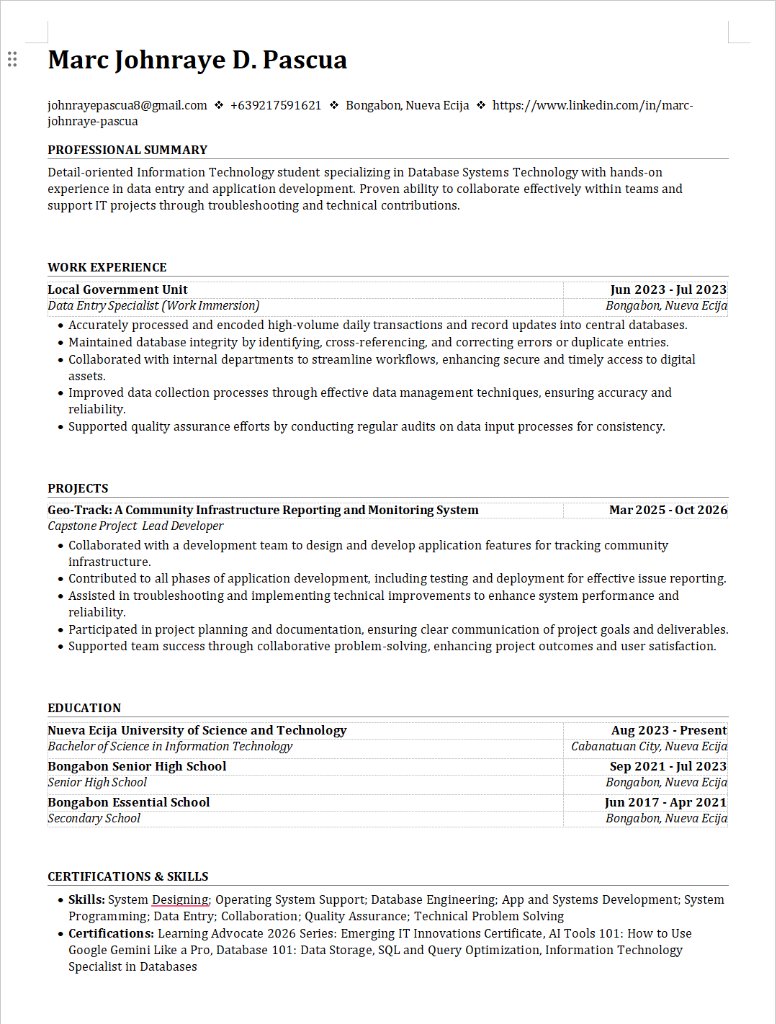 Marc Johnraye D. Pascua
johnrayepascua8@gmail.com ❖ +639217591621 ❖ Bongabon, Nueva Ecija ❖ https://www.linkedin.com/in/marc-
johnraye-pascua
PROFESSIONAL SUMMARY
Detail-oriented Information Technology student specializing in Database Systems Technology with hands-on
experience in data entry and application development. Proven ability to collaborate effectively within teams and
support IT projects through troubleshooting and technical contributions.
WORK EXPERIENCE
Local Government Unit Jun 2023 - Jul 2023
Data Entry Specialist (Work Immersion) Bongabon, Nueva Ecija
• Accurately processed and encoded high-volume daily transactions and record updates into central databases.
• Maintained database integrity by identifying, cross-referencing, and correcting errors or duplicate entries.
• Collaborated with internal departments to streamline workflows, enhancing secure and timely access to digital
assets.
• Improved data collection processes through effective data management techniques, ensuring accuracy and
reliability.
• Supported quality assurance efforts by conducting regular audits on data input processes for consistency.
PROJECTS
Geo-Track: A Community Infrastructure Reporting and Monitoring System Mar 2025 - Oct 2026
Capstone Project Lead Developer
• Collaborated with a development team to design and develop application features for tracking community
infrastructure.
• Contributed to all phases of application development, including testing and deployment for effective issue reporting.
• Assisted in troubleshooting and implementing technical improvements to enhance system performance and
reliability.
• Participated in project planning and documentation, ensuring clear communication of project goals and deliverables.
• Supported team success through collaborative problem-solving, enhancing project outcomes and user satisfaction.
EDUCATION
Nueva Ecija University of Science and Technology Aug 2023 - Present
Bachelor of Science in Information Technology Cabanatuan City, Nueva Ecija
Bongabon Senior High School Sep 2021 - Jul 2023
Senior High School Bongabon, Nueva Ecija
Bongabon Essential School Jun 2017 - Apr 2021
Secondary School Bongabon, Nueva Ecija
CERTIFICATIONS & SKILLS
• Skills: System Designing; Operating System Support; Database Engineering; App and Systems Development; System
Programming; Data Entry; Collaboration; Quality Assurance; Technical Problem Solving
• Certifications: Learning Advocate 2026 Series: Emerging IT Innovations Certificate, AI Tools 101: How to Use
Google Gemini Like a Pro, Database 101: Data Storage, SQL and Query Optimization, Information Technology
Specialist in Databases